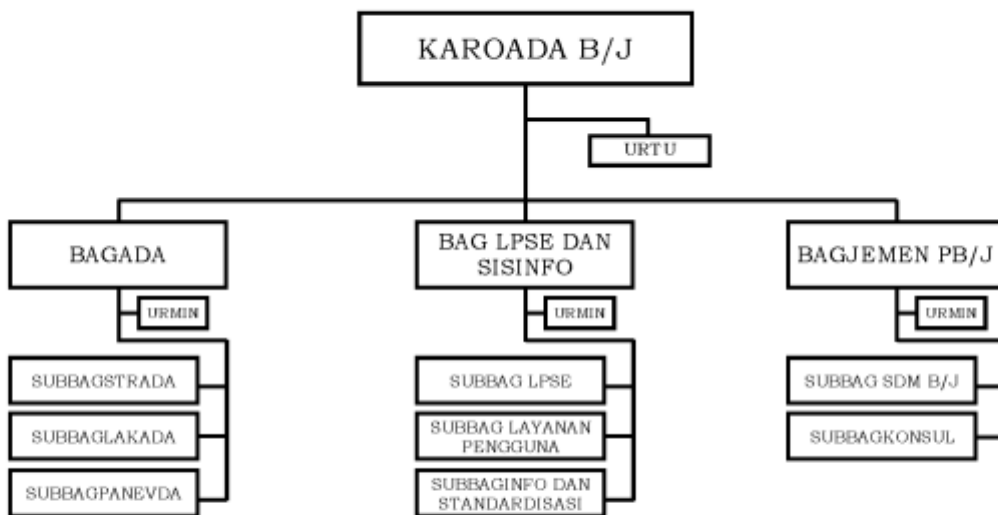 KAROADA B/J
URTU
BAGADA
BAG LPSE DAN
SISINFO
BAGJEMEN PB/J
URMIN
URMIN
URMIN
SUBBAGSTRADA
SUBBAG LPSE
SUBBAG SDM B/J
SUBBAGLAKADA
SUBBAG LAYANAN
PENGGUNA
SUBBAGKONSUL
SUBBAGPANEVDA
SUBBAGINFO DAN
STANDARDISASI